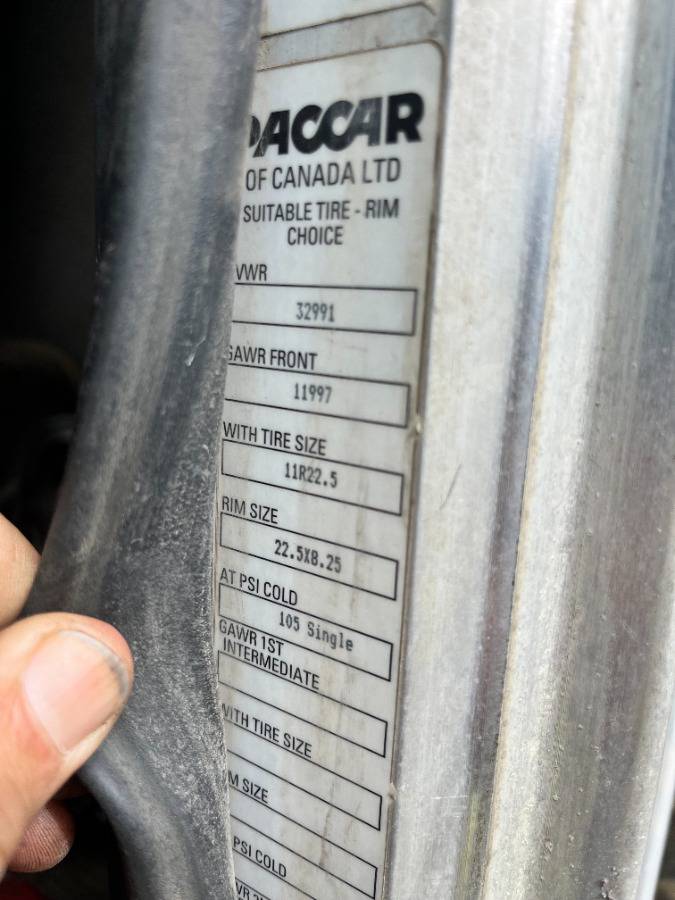 PACCAR
OF CANADA LTD
SUITABLE TIRE - RIM
CHOICE
VWR
32991
GAWR FRONT
11997
WITH TIRE SIZE
11R22.5
RIM SIZE
22.5X8.25
AT PSI COLD
105 Single
GAWR 1ST
INTERMEDIATE
WITH TIRE SIZE
M SIZE
PSI COLD